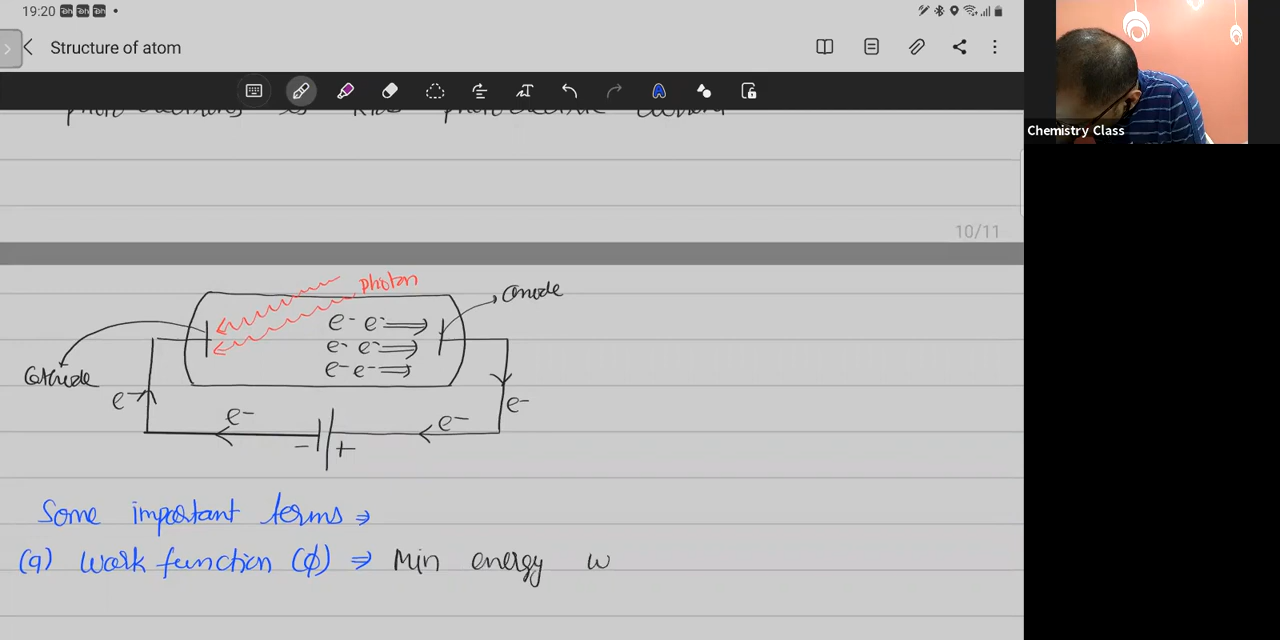 19:20
Structure of atom
Chemistry Class
10/11
photon
anode
e- e-
e- e-
e- e-
Cathode
e-
e-
e-
e-
- +
Some important terms ⇒
(a) Work function (ϕ) ⇒ Min energy w